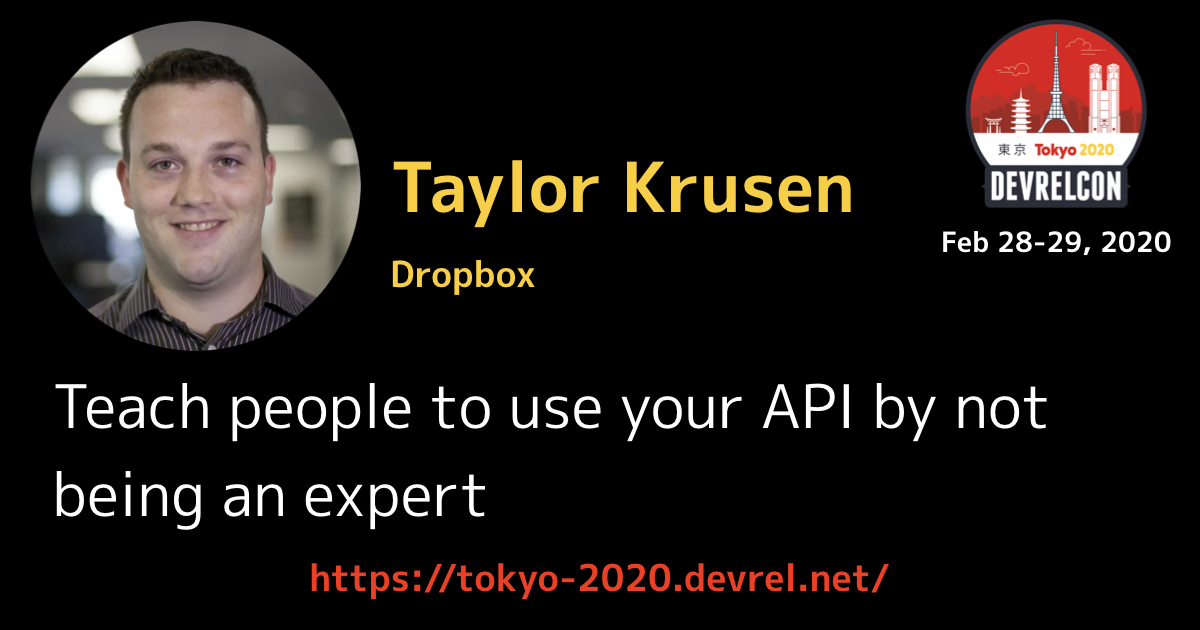 Taylor Krusen
Dropbox
東京 Tokyo 2020
DEVRELCON
Feb 28-29, 2020
Teach people to use your API by not
being an expert
https://tokyo-2020.devrel.net/